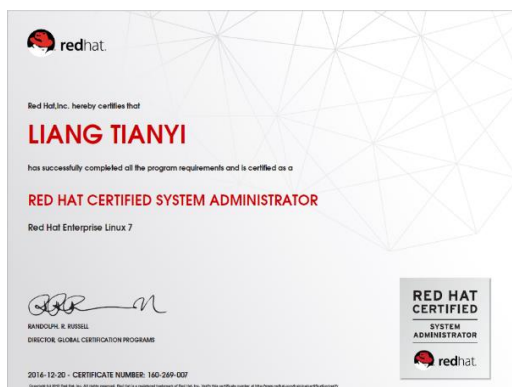 redhat.
Red Hat,Inc. hereby certifies that
LIANG TIANYI
has successfully completed all the program requirements and is certified as a
RED HAT CERTIFIED SYSTEM ADMINISTRATOR
Red Hat Enterprise Linux 7
RANDOLPH. R. RUSSELL
DIRECTOR, GLOBAL CERTIFICATION PROGRAMS
2016-12-20 - CERTIFICATE NUMBER: 160-269-007
RED HAT
CERTIFIED
SYSTEM
ADMINISTRATOR
redhat.